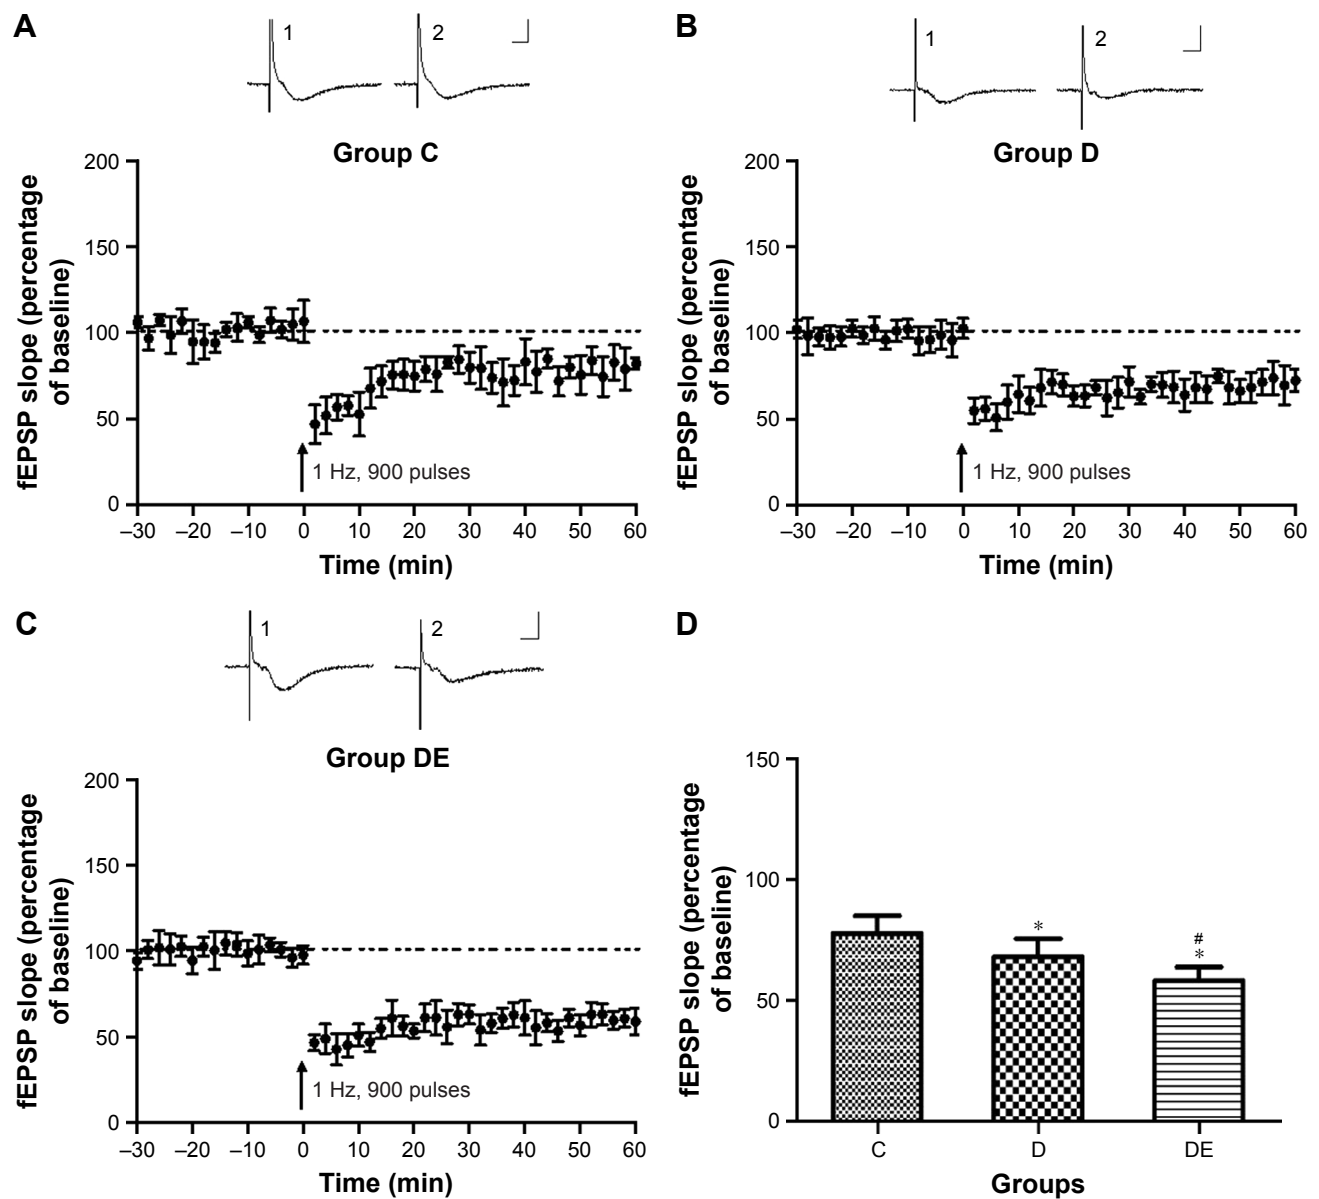 A
1
2
Group C
fEPSP slope (percentage
of baseline)
200
150
100
50
0
1 Hz, 900 pulses
–30 –20 –10 0 10 20 30 40 50 60
Time (min)
B
1
2
Group D
fEPSP slope (percentage
of baseline)
200
150
100
50
0
1 Hz, 900 pulses
–30 –20 –10 0 10 20 30 40 50 60
Time (min)
C
1
2
Group DE
fEPSP slope (percentage
of baseline)
200
150
100
50
0
1 Hz, 900 pulses
–30 –20 –10 0 10 20 30 40 50 60
Time (min)
D
fEPSP slope (percentage
of baseline)
150
100
50
0
*
#
*
C D DE
Groups